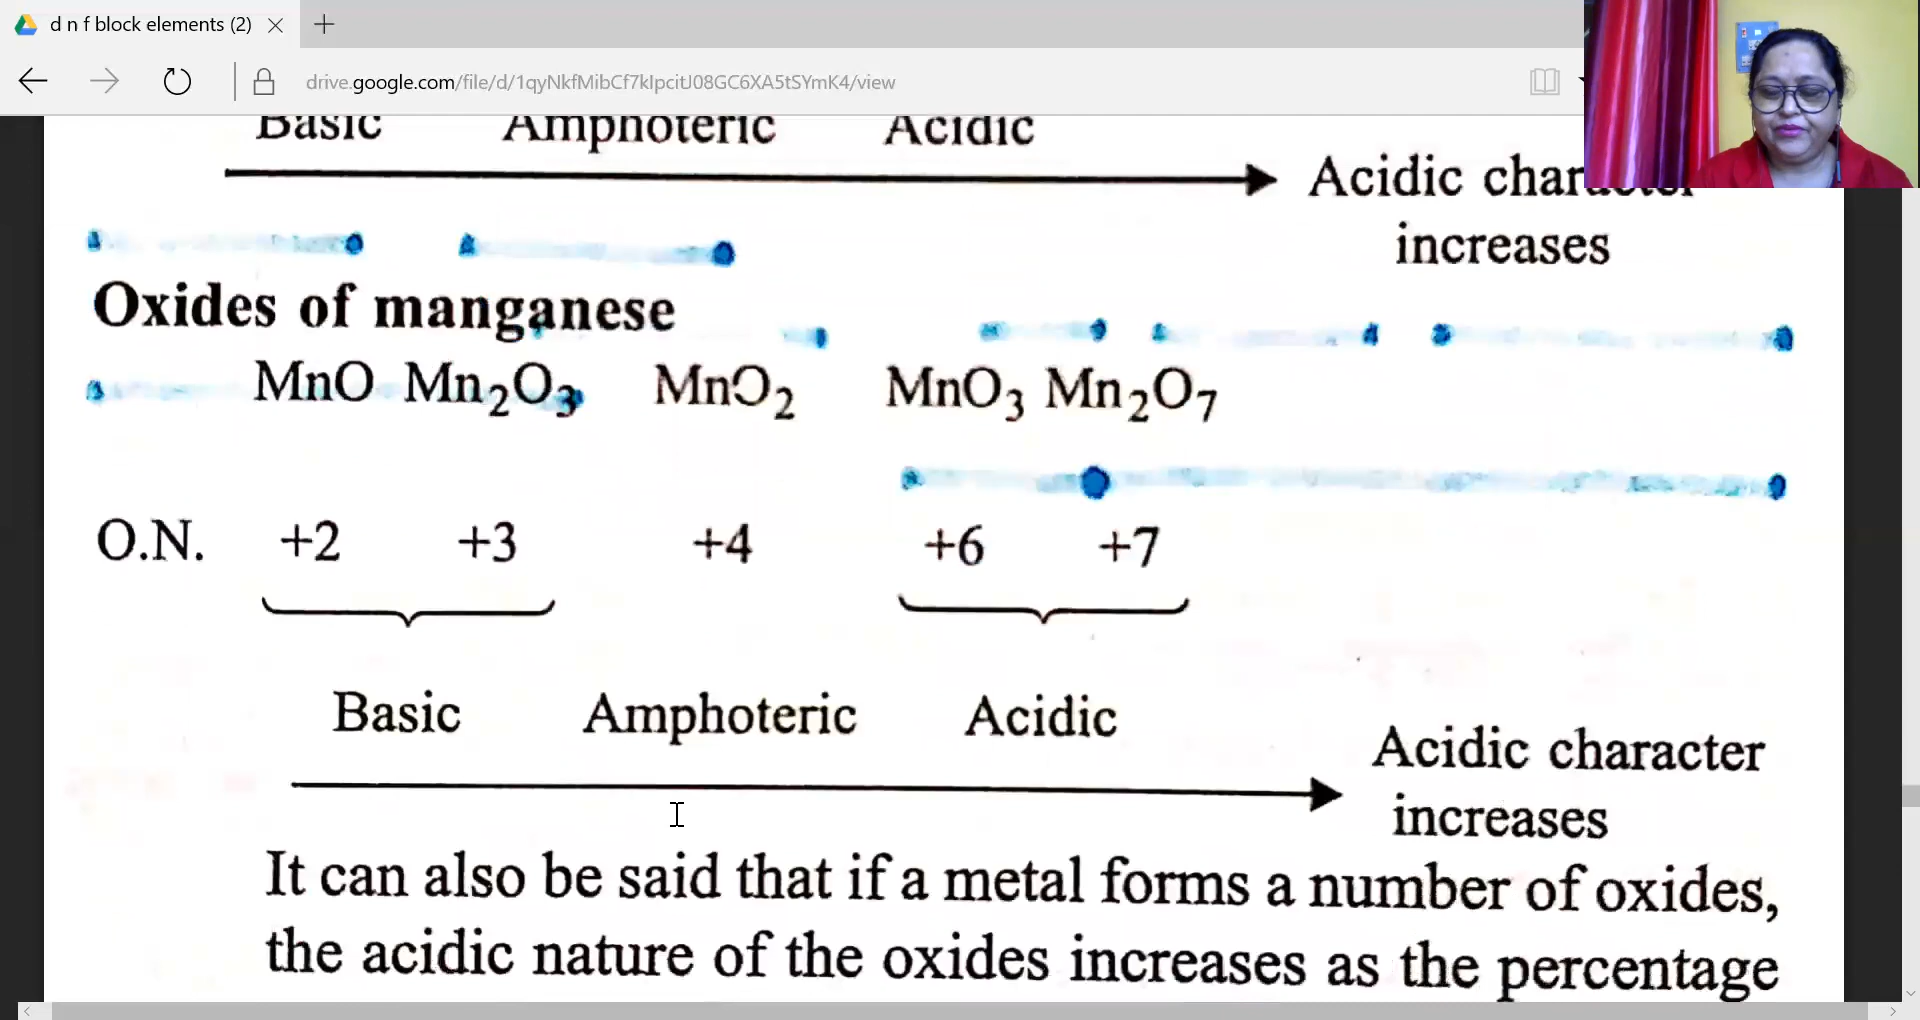 d n f block elements (2)
drive.google.com/file/d/1qyNkfMibCf7kIpcitJ08GC6XA5tSYmK4/view
Basic Amphoteric Acidic
Acidic character
increases
Oxides of manganese
MnO Mn₂O₃ MnO₂ MnO₃ Mn₂O₇
O.N. +2 +3 +4 +6 +7
Basic Amphoteric Acidic
Acidic character
increases
It can also be said that if a metal forms a number of oxides,
the acidic nature of the oxides increases as the percentage